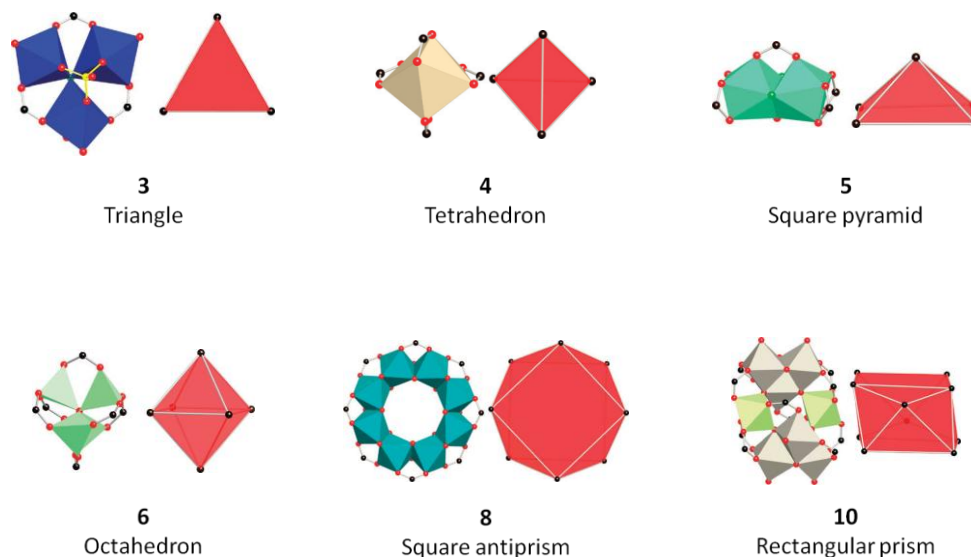 3
Triangle
4
Tetrahedron
5
Square pyramid
6
Octahedron
8
Square antiprism
10
Rectangular prism